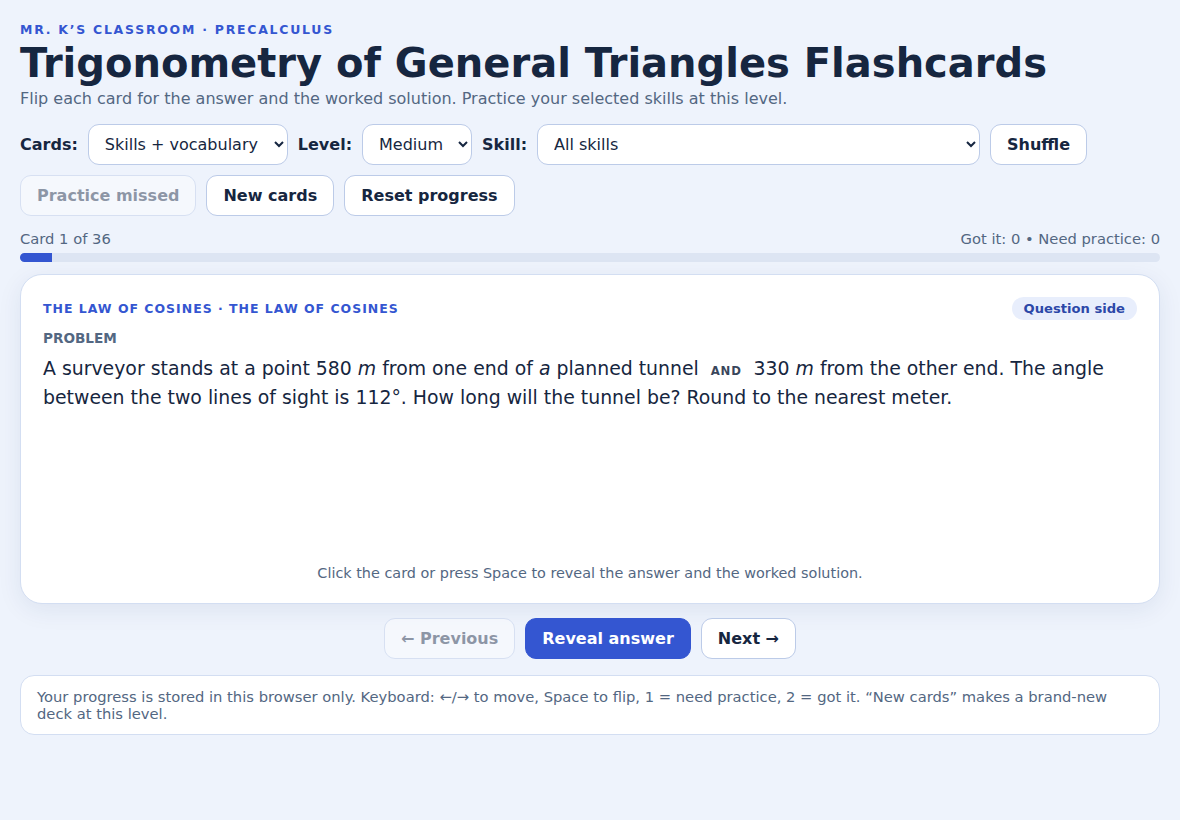 MR. K’S CLASSROOM · PRECALCULUS
Trigonometry of General Triangles Flashcards
Flip each card for the answer and the worked solution. Practice your selected skills at this level.
Cards: Skills + vocabulary Level: Medium Skill: All skills Shuffle
Practice missed New cards Reset progress
Card 1 of 36 Got it: 0 • Need practice: 0
THE LAW OF COSINES · THE LAW OF COSINES Question side
PROBLEM
A surveyor stands at a point 580 m from one end of a planned tunnel AND 330 m from the other end. The angle
between the two lines of sight is 112°. How long will the tunnel be? Round to the nearest meter.
Click the card or press Space to reveal the answer and the worked solution.
← Previous Reveal answer Next →
Your progress is stored in this browser only. Keyboard: ←/→ to move, Space to flip, 1 = need practice, 2 = got it. “New cards” makes a brand-new
deck at this level.